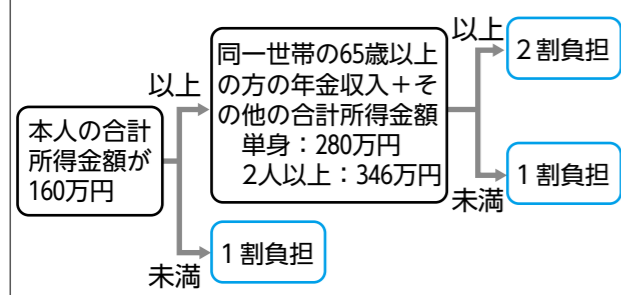 本人の合計
所得金額が
160万円
以上
未満
同一世帯の65歳以上
の方の年金収入＋そ
の他の合計所得金額
単身：280万円
2人以上：346万円
以上
2割負担
未満
1割負担
1割負担